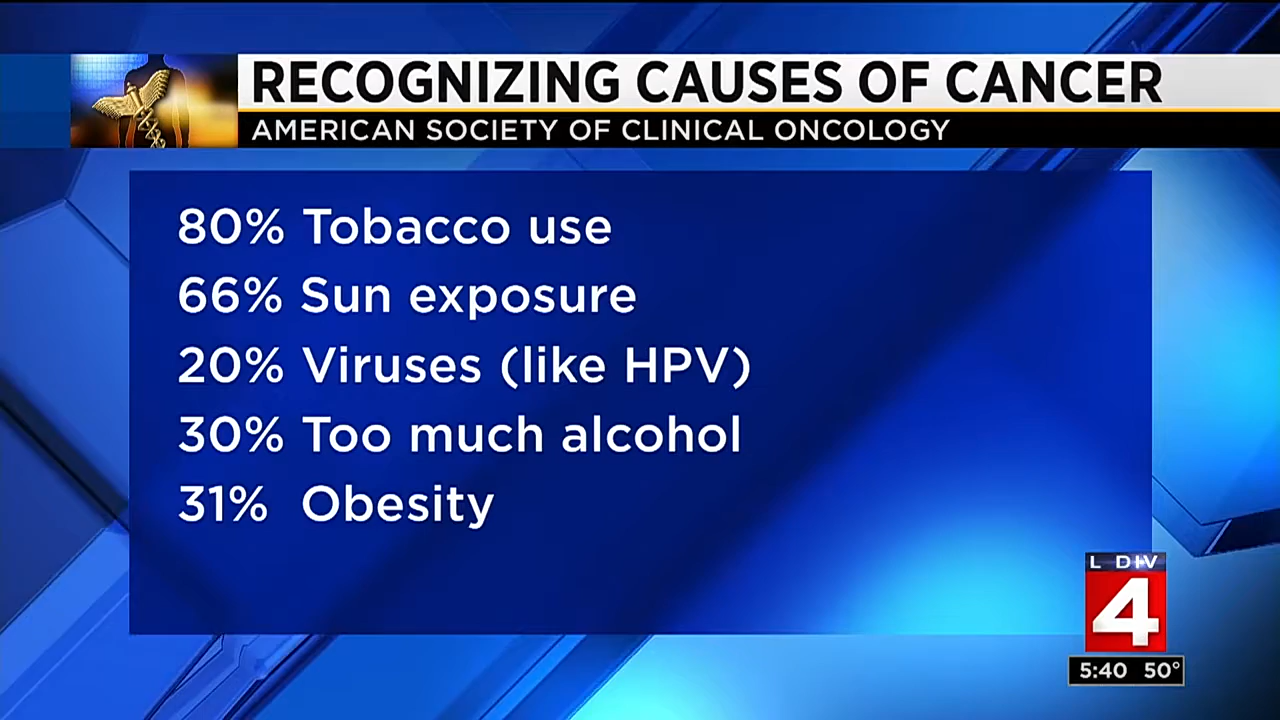 RECOGNIZING CAUSES OF CANCER
AMERICAN SOCIETY OF CLINICAL ONCOLOGY
80% Tobacco use
66% Sun exposure
20% Viruses (like HPV)
30% Too much alcohol
31% Obesity
4
5:40 50°